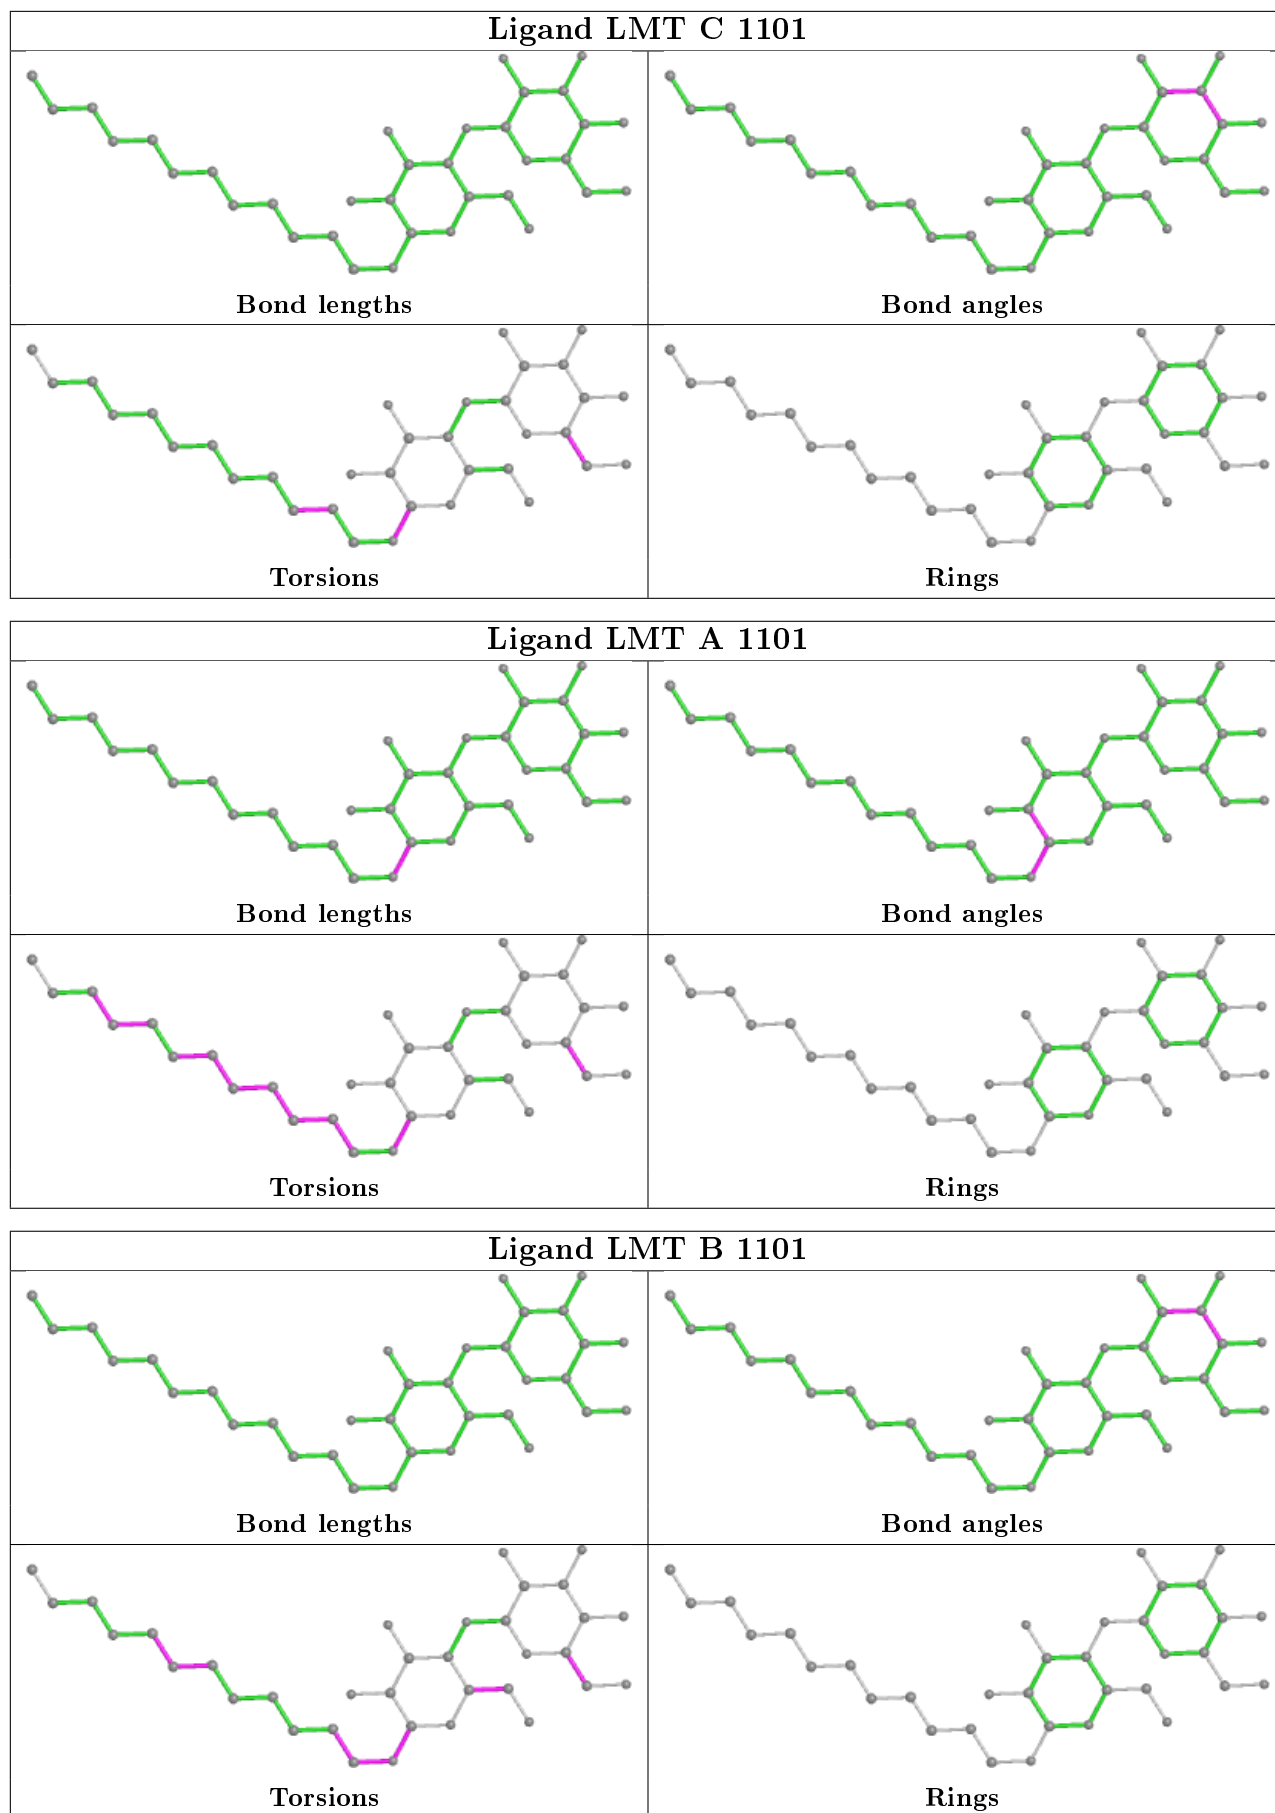 Ligand LMT C 1101
Bond lengths
Bond angles
Torsions
Rings
Ligand LMT A 1101
Bond lengths
Bond angles
Torsions
Rings
Ligand LMT B 1101
Bond lengths
Bond angles
Torsions
Rings